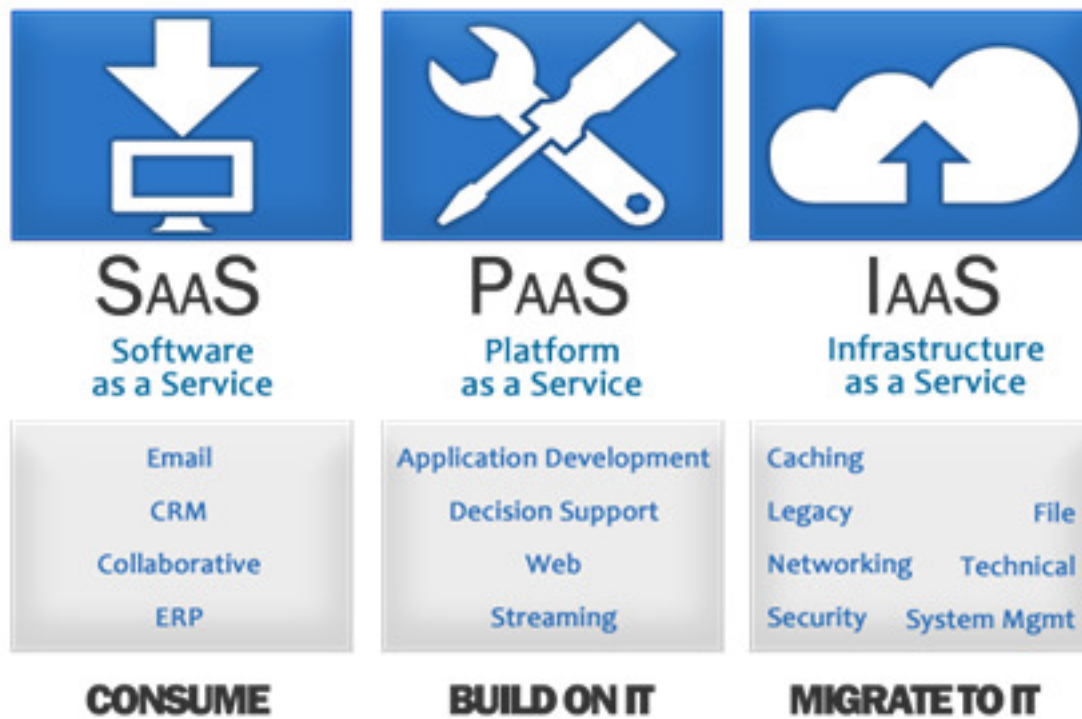 SAAS
Software
as a Service
Email
CRM
Collaborative
ERP
CONSUME
PAAS
Platform
as a Service
Application Development
Decision Support
Web
Streaming
BUILD ON IT
IAAS
Infrastructure
as a Service
Caching
Legacy File
Networking Technical
Security System Mgmt
MIGRATE TO IT